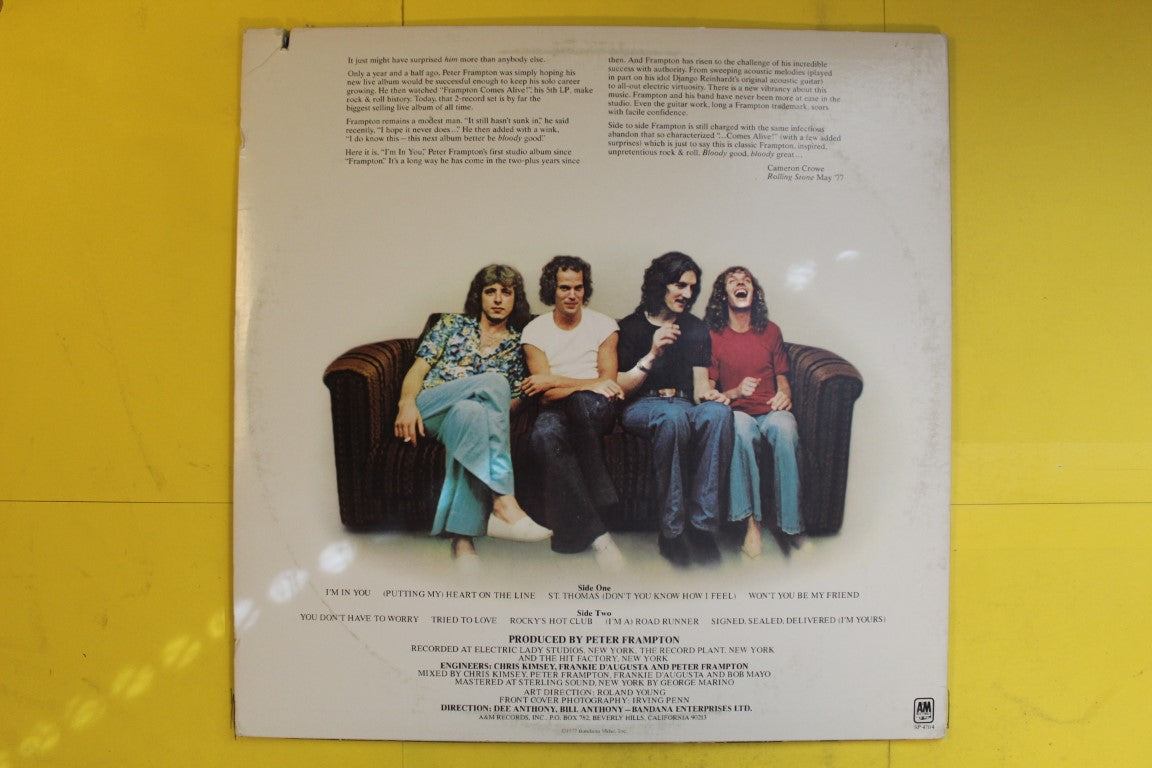 It just might have surprised him more than anybody else.
Only a year and a half ago, Peter Frampton was simply hoping his
new live album would be successful enough to keep his solo career
growing. He then watched "Frampton Comes Alive!", his 5th LP, make
rock & roll history. Today, that 2-record set is by far the
biggest selling live album of all time.
Frampton remains a modest man. "It still hasn't sunk in," he said
recently, "I hope it never does..." He then added with a wink,
"I do know this—this next album better be bloody good."
Here it is, "I'm In You," Peter Frampton's first studio album since
"Frampton." It's a long way he has come in the two-plus years since
then. And Frampton has risen to the challenge of his incredible
success with authority. From sweeping acoustic melodies (played
in part on his idol Django Reinhardt's original acoustic guitar)
to all-out electric virtuosity. There is a new vibrancy about this
music. Frampton and his band have never been more at ease in the
studio. Even the guitar work, long a Frampton trademark, soars
with facile confidence.
Side to side Frampton is still charged with the same infectious
abandon that so characterized "...Comes Alive!" (with a few added
surprises) which is just to say this is classic Frampton, inspired,
unpretentious rock & roll. Bloody good, bloody great...
Cameron Crowe
Rolling Stone May '77
Side One
I'M IN YOU (PUTTING MY) HEART ON THE LINE ST. THOMAS (DON'T YOU KNOW HOW I FEEL) WON'T YOU BE MY FRIEND
Side Two
YOU DON'T HAVE TO WORRY TRIED TO LOVE ROCKY'S HOT CLUB (I'M A) ROAD RUNNER SIGNED, SEALED, DELIVERED (I'M YOURS)
PRODUCED BY PETER FRAMPTON
RECORDED AT ELECTRIC LADY STUDIOS, NEW YORK, THE RECORD PLANT, NEW YORK
AND THE HIT FACTORY, NEW YORK
ENGINEERS: CHRIS KIMSEY, FRANKIE D'AUGUSTA AND PETER FRAMPTON
MIXED BY CHRIS KIMSEY, PETER FRAMPTON, FRANKIE D'AUGUSTA AND BOB MAYO
MASTERED AT STERLING SOUND, NEW YORK BY GEORGE MARINO
ART DIRECTION: ROLAND YOUNG
FRONT COVER PHOTOGRAPHY: IRVING PENN
DIRECTION: DEE ANTHONY, BILL ANTHONY—BANDANA ENTERPRISES LTD.
A&M RECORDS, INC., P.O. BOX 782, BEVERLY HILLS, CALIFORNIA 90213
©1977 Bandana Inc.
A&M
SP-4704